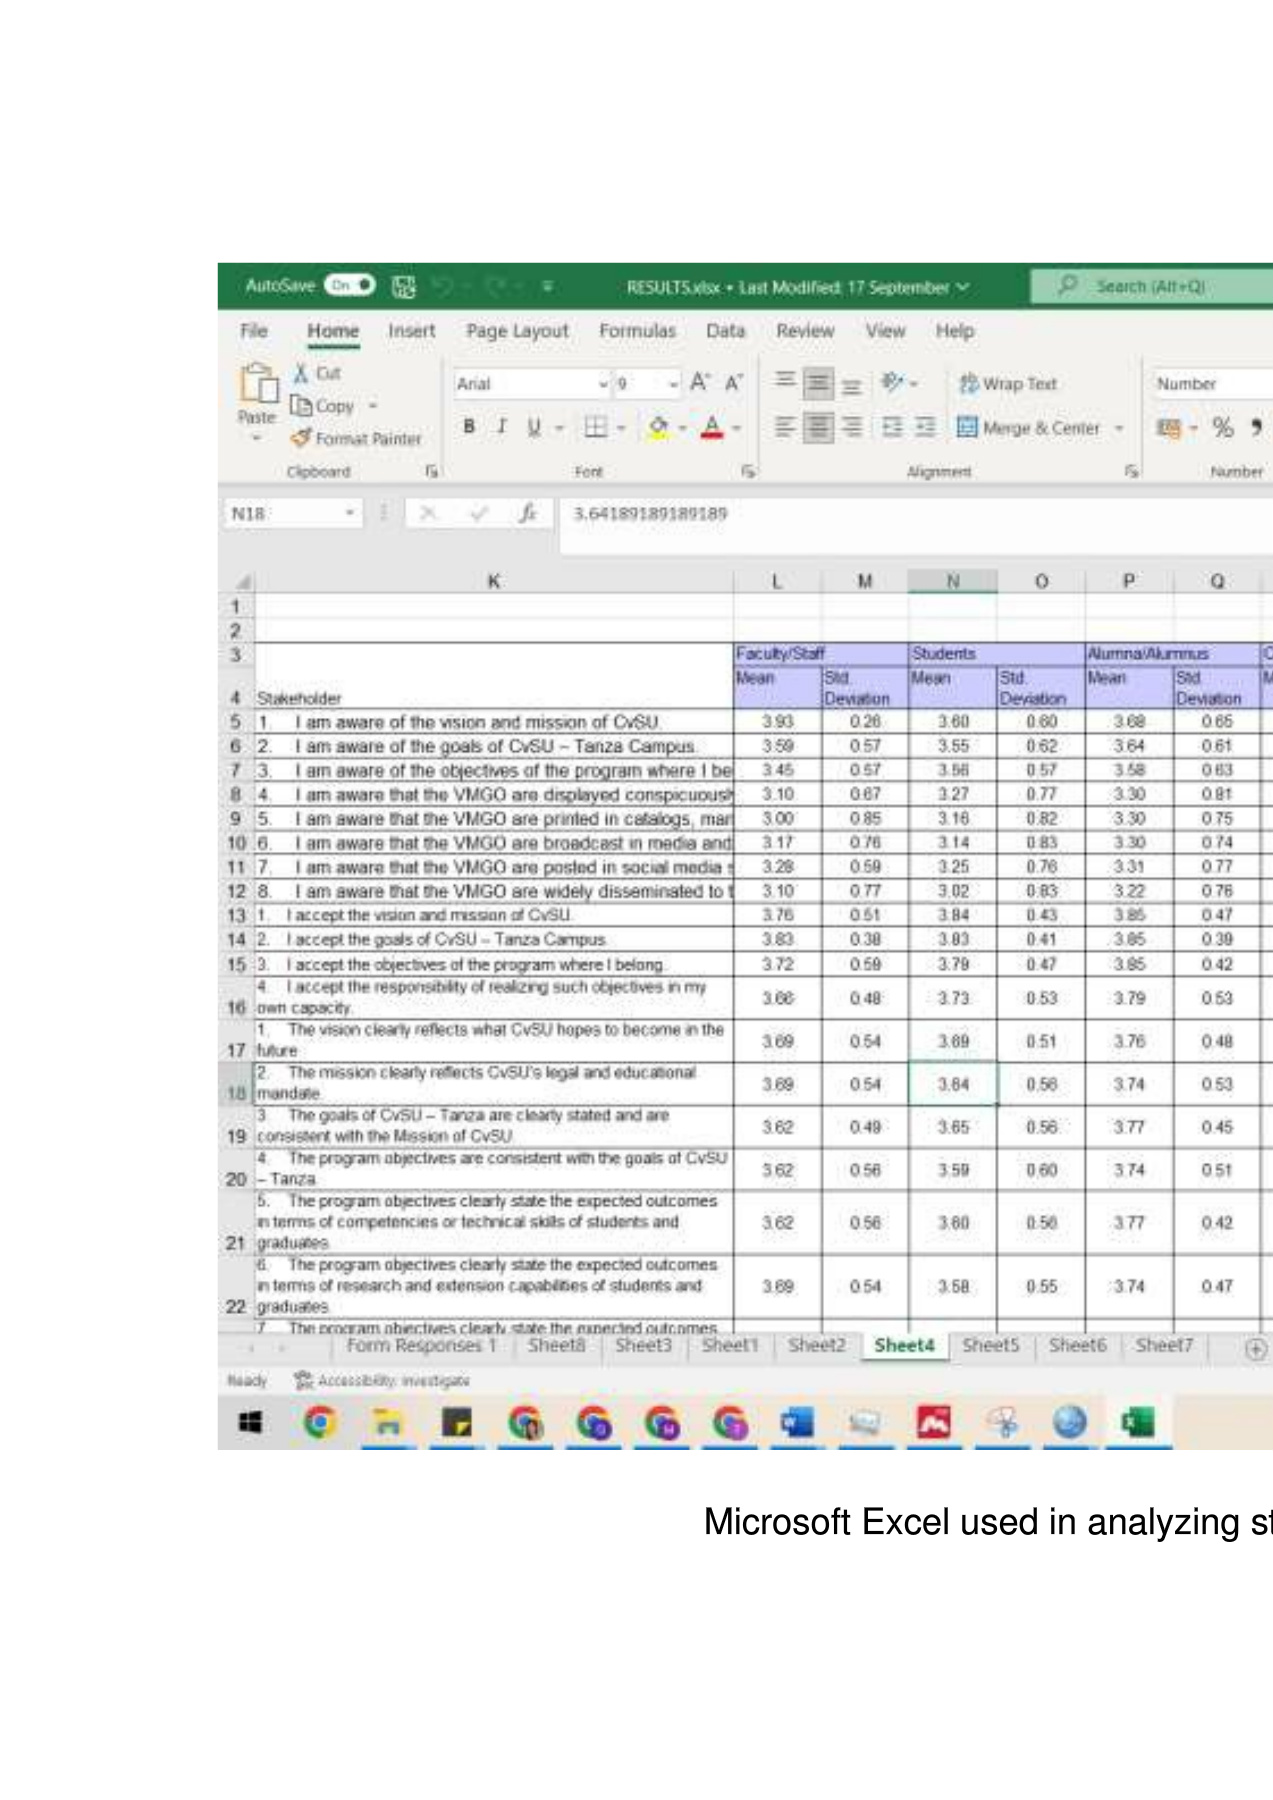 AutoSave On RESULTS.xlsx • Last Modified: 17 September Search (Alt+Q)
File Home Insert Page Layout Formulas Data Review View Help
Paste
Cut
Copy
Format Painter
Clipboard
Arial 9
B I U
Font
Wrap Text
Merge & Center
Alignment
Number
%
Number
N18 fx 3.64189189189189
K L M N O P Q
1
2
3 Faculty/Staff Students Alumna/Alumnus
4 Stakeholder Mean Std. Deviation Mean Std. Deviation Mean Std. Deviation
5 1. I am aware of the vision and mission of CvSU. 3.93 0.26 3.60 0.60 3.68 0.65
6 2. I am aware of the goals of CvSU – Tanza Campus. 3.59 0.57 3.55 0.62 3.64 0.61
7 3. I am aware of the objectives of the program where I be 3.45 0.57 3.56 0.57 3.58 0.63
8 4. I am aware that the VMGO are displayed conspicuously 3.10 0.67 3.27 0.77 3.30 0.81
9 5. I am aware that the VMGO are printed in catalogs, man 3.00 0.85 3.16 0.82 3.30 0.75
10 6. I am aware that the VMGO are broadcast in media and 3.17 0.76 3.14 0.83 3.30 0.74
11 7. I am aware that the VMGO are posted in social media s 3.28 0.59 3.25 0.76 3.31 0.77
12 8. I am aware that the VMGO are widely disseminated to t 3.10 0.77 3.02 0.83 3.22 0.76
13 1. I accept the vision and mission of CvSU. 3.76 0.51 3.84 0.43 3.85 0.47
14 2. I accept the goals of CvSU – Tanza Campus. 3.83 0.38 3.83 0.41 3.85 0.39
15 3. I accept the objectives of the program where I belong. 3.72 0.59 3.79 0.47 3.85 0.42
4. I accept the responsibility of realizing such objectives in my
16 own capacity. 3.66 0.48 3.73 0.53 3.79 0.53
1. The vision clearly reflects what CvSU hopes to become in the
17 future 3.69 0.54 3.69 0.51 3.76 0.48
2. The mission clearly reflects CvSU's legal and educational
18 mandate. 3.69 0.54 3.64 0.56 3.74 0.53
3. The goals of CvSU – Tanza are clearly stated and are
19 consistent with the Mission of CvSU. 3.62 0.49 3.65 0.56 3.77 0.45
4. The program objectives are consistent with the goals of CvSU
20 – Tanza. 3.62 0.56 3.59 0.60 3.74 0.51
5. The program objectives clearly state the expected outcomes
in terms of competencies or technical skills of students and
21 graduates. 3.62 0.56 3.60 0.56 3.77 0.42
6. The program objectives clearly state the expected outcomes
in terms of research and extension capabilities of students and
22 graduates. 3.69 0.54 3.58 0.55 3.74 0.47
7. The program objectives clearly state the expected outcomes
Form Responses 1 Sheet8 Sheet3 Sheet1 Sheet2 Sheet4 Sheet5 Sheet6 Sheet7
Ready Accessibility: Investigate
Microsoft Excel used in analyzing st